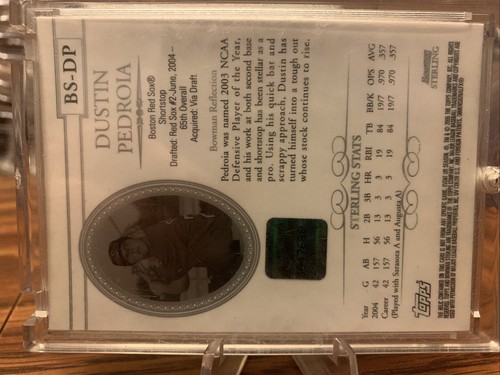 BS-DP
DUSTIN
PEDROIA
Boston Red Sox®
Shortstop
Drafted: Red Sox #2-June, 2004 –
65th Overall
Acquired: Via Draft
Bowman Reflection
Pedroia was named 2003 NCAA
Defensive Player of the Year,
and his work at both second base
and shortstop has been stellar as a
pro. Using his quick bat and
scrappy approach, Dustin has
turned himself into a tough out
whose stock continues to rise.
STERLING STATS
Year G AB H 2B 3B HR RBI TB BB/K OPS AVG
2004 42 157 56 13 3 3 19 84 19/7 .970 .357
Career 42 157 56 13 3 3 19 84 19/7 .970 .357
(Played with Sarasota A and Augusta A)
Topps
Bowman
STERLING